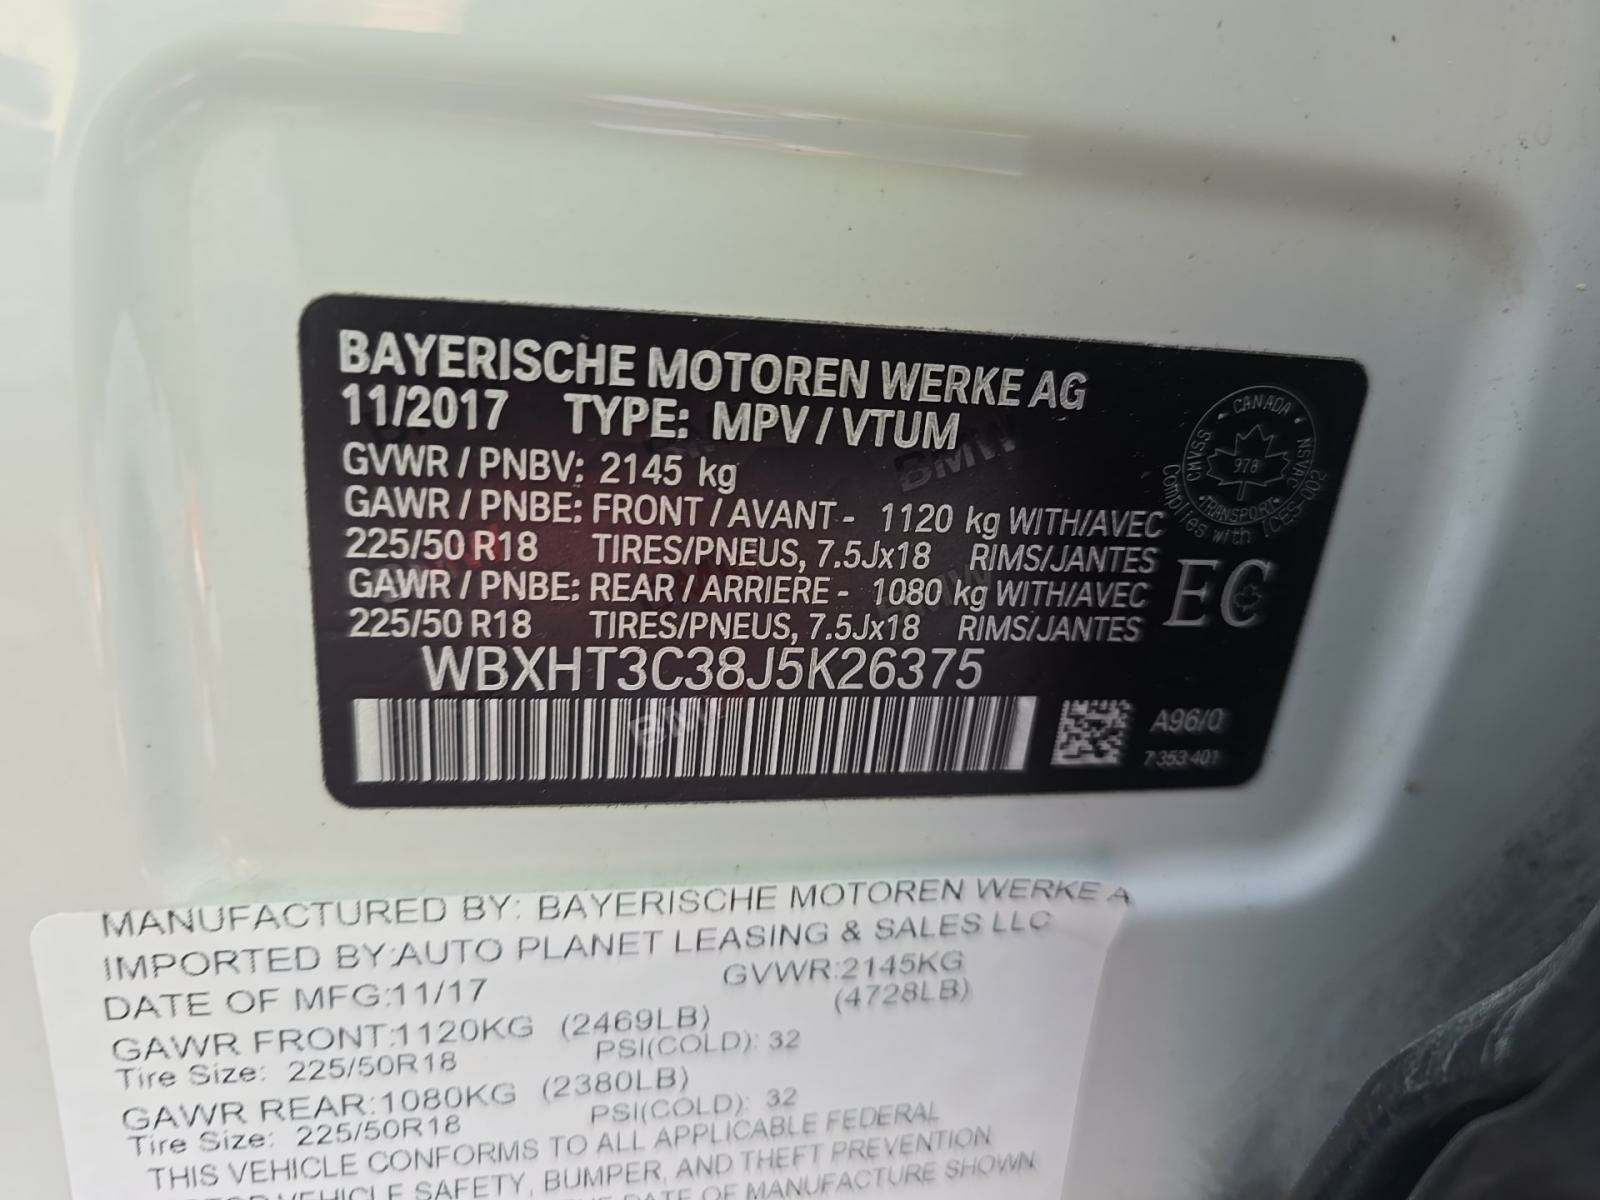 BAYERISCHE MOTOREN WERKE AG
11/2017 TYPE: MPV / VTUM
GVWR / PNBV: 2145 kg
GAWR / PNBE: FRONT / AVANT - 1120 kg WITH/AVEC
225/50 R18 TIRES/PNEUS, 7.5Jx18 RIMS/JANTES
GAWR / PNBE: REAR / ARRIERE - 1080 kg WITH/AVEC
225/50 R18 TIRES/PNEUS, 7.5Jx18 RIMS/JANTES
WBXHT3C38J5K26375
CANADA
CMVSS
NSVAC
978
TRANSPORT
Complies with ICES-002
EC
BMW
BMW
A96/0
7 353 401
MANUFACTURED BY: BAYERISCHE MOTOREN WERKE A
IMPORTED BY:AUTO PLANET LEASING & SALES LLC
DATE OF MFG:11/17 GVWR:2145KG
(4728LB)
GAWR FRONT:1120KG (2469LB)
Tire Size: 225/50R18 PSI(COLD): 32
GAWR REAR:1080KG (2380LB)
Tire Size: 225/50R18 PSI(COLD): 32
THIS VEHICLE CONFORMS TO ALL APPLICABLE FEDERAL
VEHICLE SAFETY, BUMPER, AND THEFT PREVENTION
DATE OF MANUFACTURE SHOWN